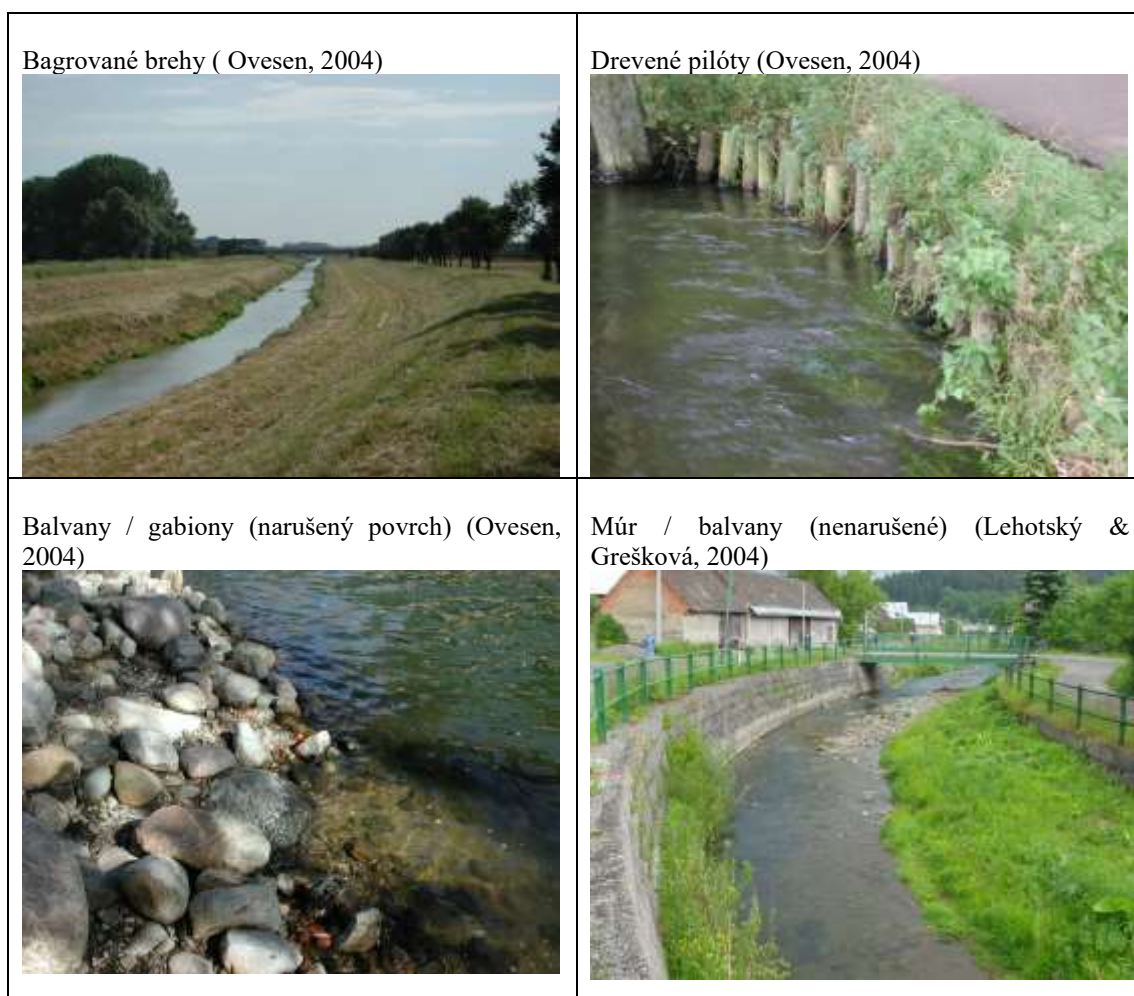 Bagrované brehy ( Ovesen, 2004)
Drevené pilóty (Ovesen, 2004)
Balvany / gabiony (narušený povrch) (Ovesen,
2004)
Múr / balvany (nenarušené) (Lehotský &
Grešková, 2004)